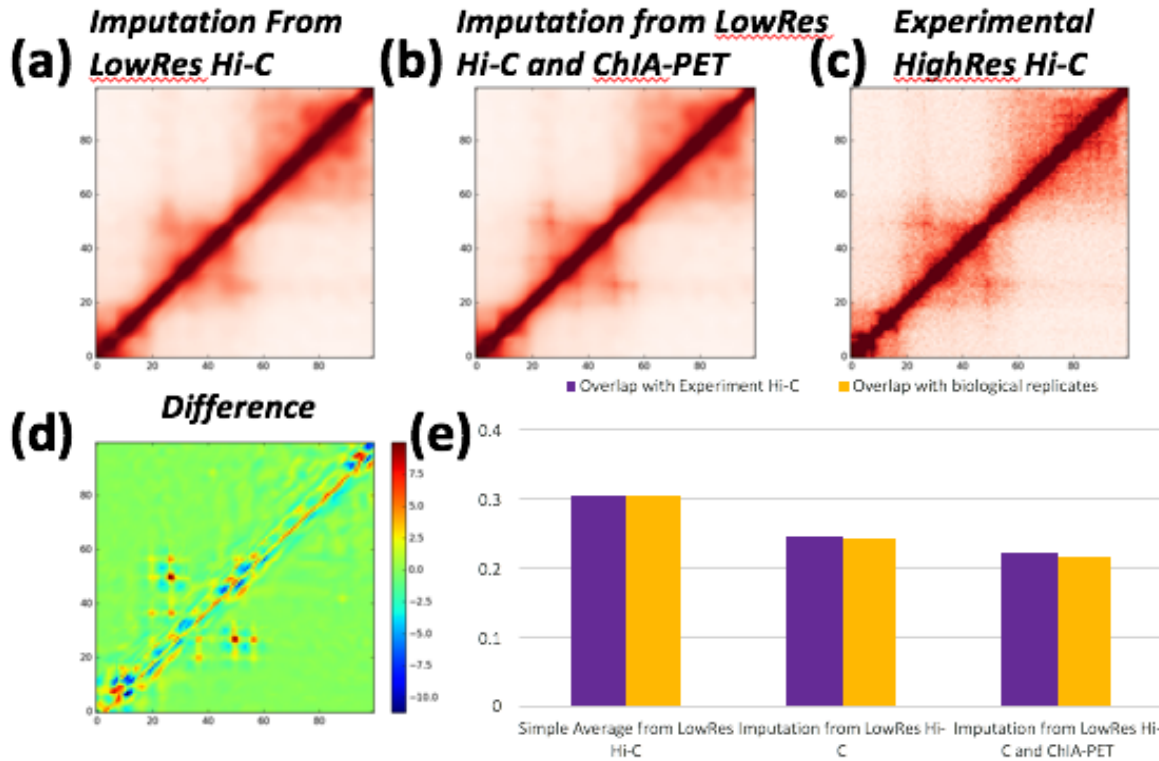 (a) Imputation From
LowRes Hi-C
(b) Imputation from LowRes
Hi-C and ChIA-PET
(c) Experimental
HighRes Hi-C
80
60
40
20
0
0 20 40 60 80
80
60
40
20
0
0 20 40 60 80
80
60
40
20
0
0 20 40 60 80
(d) Difference
80
60
40
20
0
0 20 40 60 80
7.5
5.0
2.5
0.0
−2.5
−5.0
−7.5
−10.0
(e)
Overlap with Experiment Hi-C Overlap with biological replicates
0.4
0.3
0.2
0.1
0
Simple Average from LowRes
Hi-C
Imputation from LowRes Hi-
C
Imputation from LowRes Hi-
C and ChIA-PET